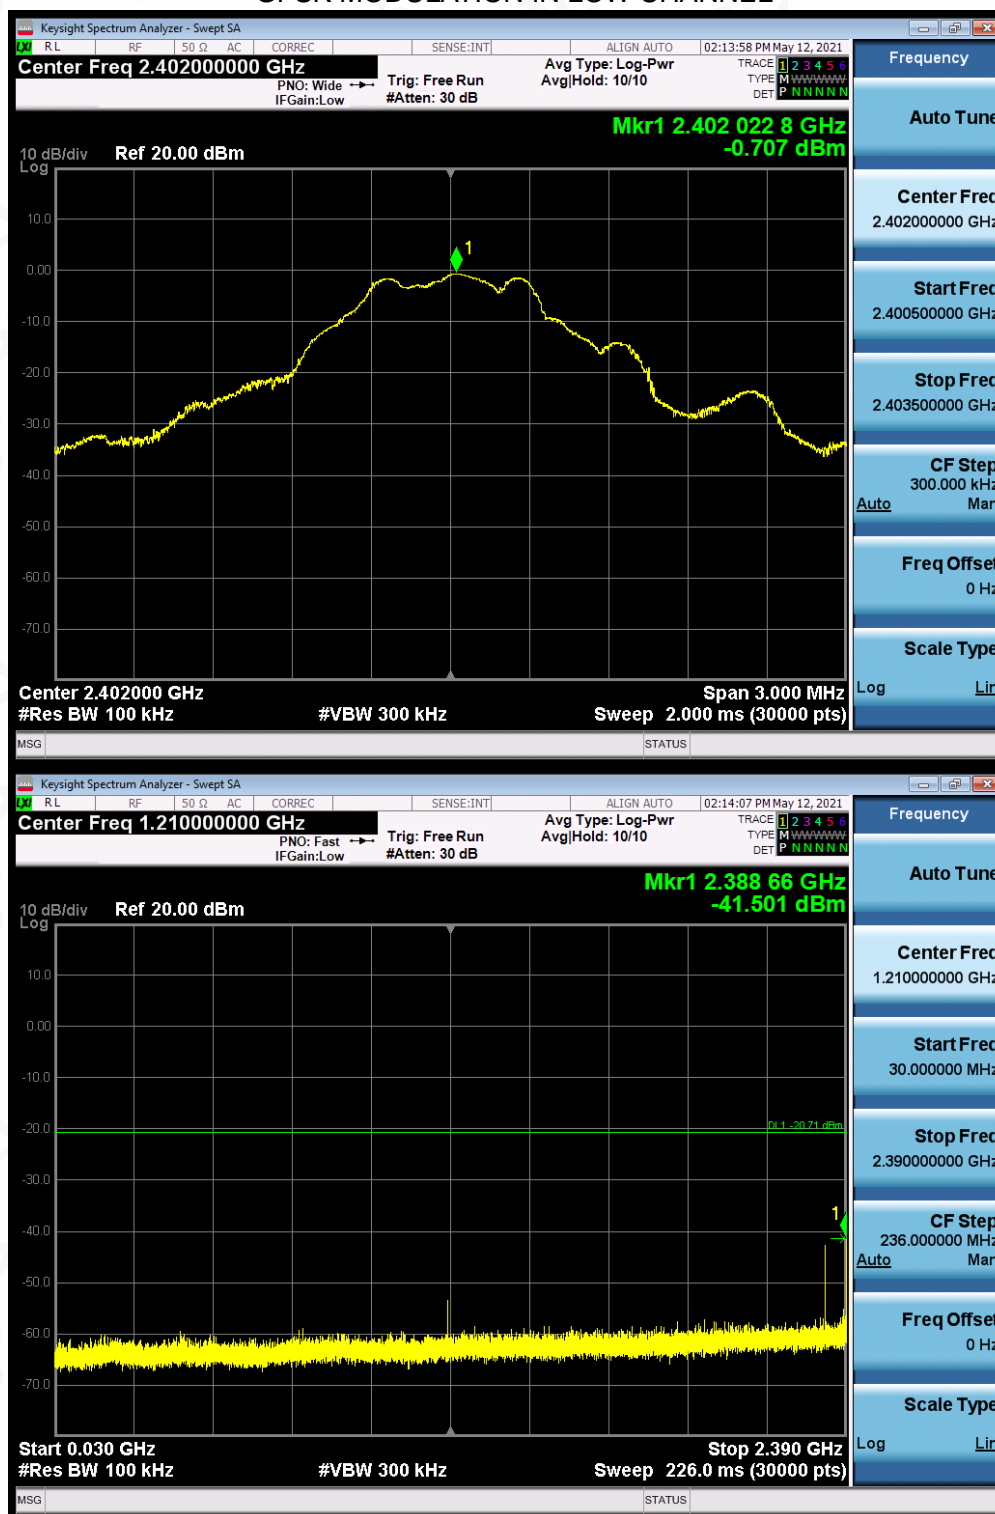 Keysight Spectrum Analyzer - Swept SA
LXI RL RF 50 Ω AC CORREC SENSE:INT ALIGN AUTO 02:13:58 PM May 12, 2021
Center Freq 2.402000000 GHz
PNO: Wide
IFGain:Low
Trig: Free Run
#Atten: 30 dB
Avg Type: Log-Pwr
Avg|Hold: 10/10
TRACE 1 2 3 4 5 6
TYPE M WWWWW
DET P N N N N N
Mkr1 2.402 022 8 GHz
-0.707 dBm
10 dB/div Ref 20.00 dBm
Log
10.0
0.00
-10.0
-20.0
-30.0
-40.0
-50.0
-60.0
-70.0
1
Center 2.402000 GHz Span 3.000 MHz
#Res BW 100 kHz #VBW 300 kHz Sweep 2.000 ms (30000 pts)
MSG STATUS
Frequency
Auto Tune
Center Freq
2.402000000 GHz
Start Freq
2.400500000 GHz
Stop Freq
2.403500000 GHz
CF Step
300.000 kHz
Auto Man
Freq Offset
0 Hz
Scale Type
Log Lin
Keysight Spectrum Analyzer - Swept SA
LXI RL RF 50 Ω AC CORREC SENSE:INT ALIGN AUTO 02:14:07 PM May 12, 2021
Center Freq 1.210000000 GHz
PNO: Fast
IFGain:Low
Trig: Free Run
#Atten: 30 dB
Avg Type: Log-Pwr
Avg|Hold: 10/10
TRACE 1 2 3 4 5 6
TYPE M WWWWW
DET P N N N N N
Mkr1 2.388 66 GHz
-41.501 dBm
10 dB/div Ref 20.00 dBm
Log
10.0
0.00
-10.0
-20.0
-30.0
-40.0
-50.0
-60.0
-70.0
DL1 -20.71 dBm
1
Start 0.030 GHz Stop 2.390 GHz
#Res BW 100 kHz #VBW 300 kHz Sweep 226.0 ms (30000 pts)
MSG STATUS
Frequency
Auto Tune
Center Freq
1.210000000 GHz
Start Freq
30.000000 MHz
Stop Freq
2.390000000 GHz
CF Step
236.000000 MHz
Auto Man
Freq Offset
0 Hz
Scale Type
Log Lin